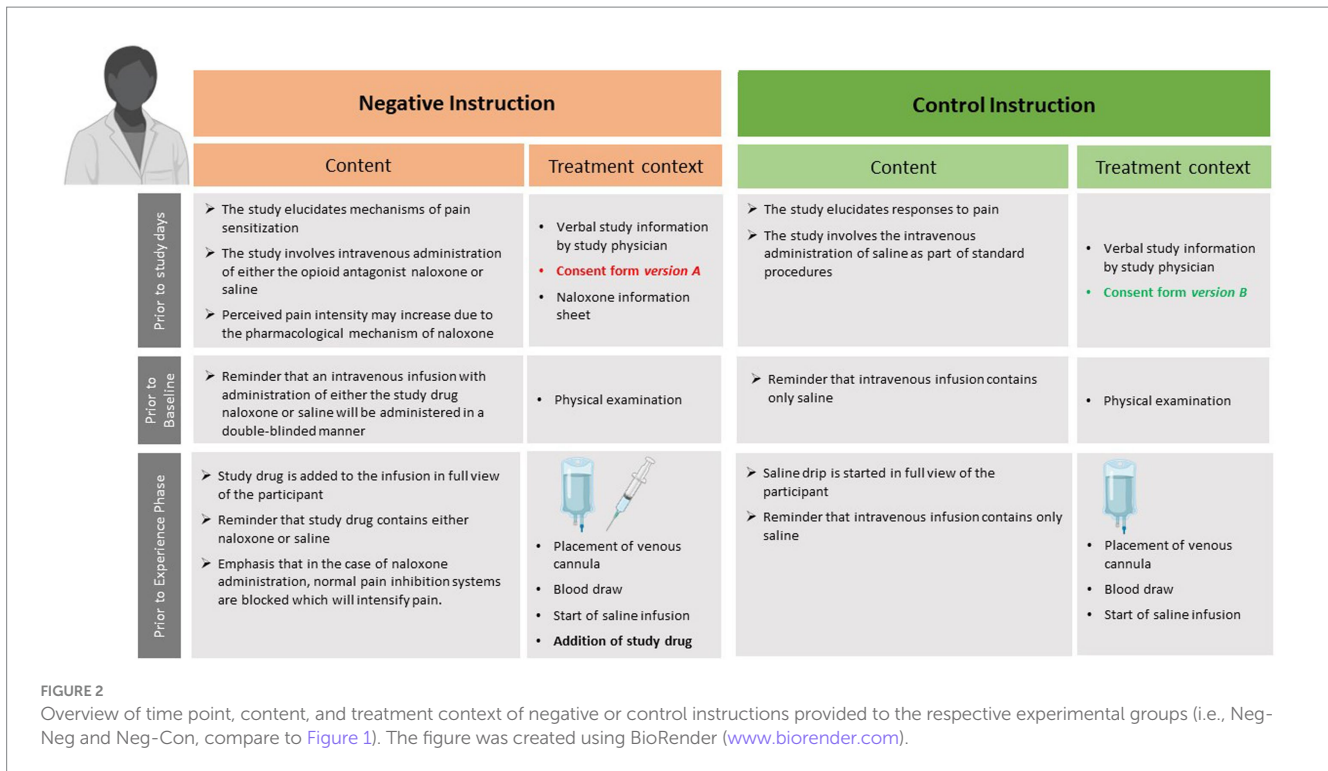 Negative Instruction
Control Instruction
Content
Treatment context
Content
Treatment context
Prior to study days
➢ The study elucidates mechanisms of pain
sensitization
➢ The study involves intravenous administration
of either the opioid antagonist naloxone or
saline
➢ Perceived pain intensity may increase due to
the pharmacological mechanism of naloxone
• Verbal study information
by study physician
• Consent form version A
• Naloxone information
sheet
➢ The study elucidates responses to pain
➢ The study involves the intravenous
administration of saline as part of standard
procedures
• Verbal study information
by study physician
• Consent form version B
Prior to
Baseline
➢ Reminder that an intravenous infusion with
administration of either the study drug
naloxone or saline will be administered in a
double-blinded manner
• Physical examination
➢ Reminder that intravenous infusion contains
only saline
• Physical examination
Prior to Experience Phase
➢ Study drug is added to the infusion in full view
of the participant
➢ Reminder that study drug contains either
naloxone or saline
➢ Emphasis that in the case of naloxone
administration, normal pain inhibition systems
are blocked which will intensify pain.
• Placement of venous
cannula
• Blood draw
• Start of saline infusion
• Addition of study drug
➢ Saline drip is started in full view of the
participant
➢ Reminder that intravenous infusion contains only
saline
• Placement of venous
cannula
• Blood draw
• Start of saline infusion
FIGURE 2
Overview of time point, content, and treatment context of negative or control instructions provided to the respective experimental groups (i.e., Neg-
Neg and Neg-Con, compare to Figure 1). The figure was created using BioRender (www.biorender.com).